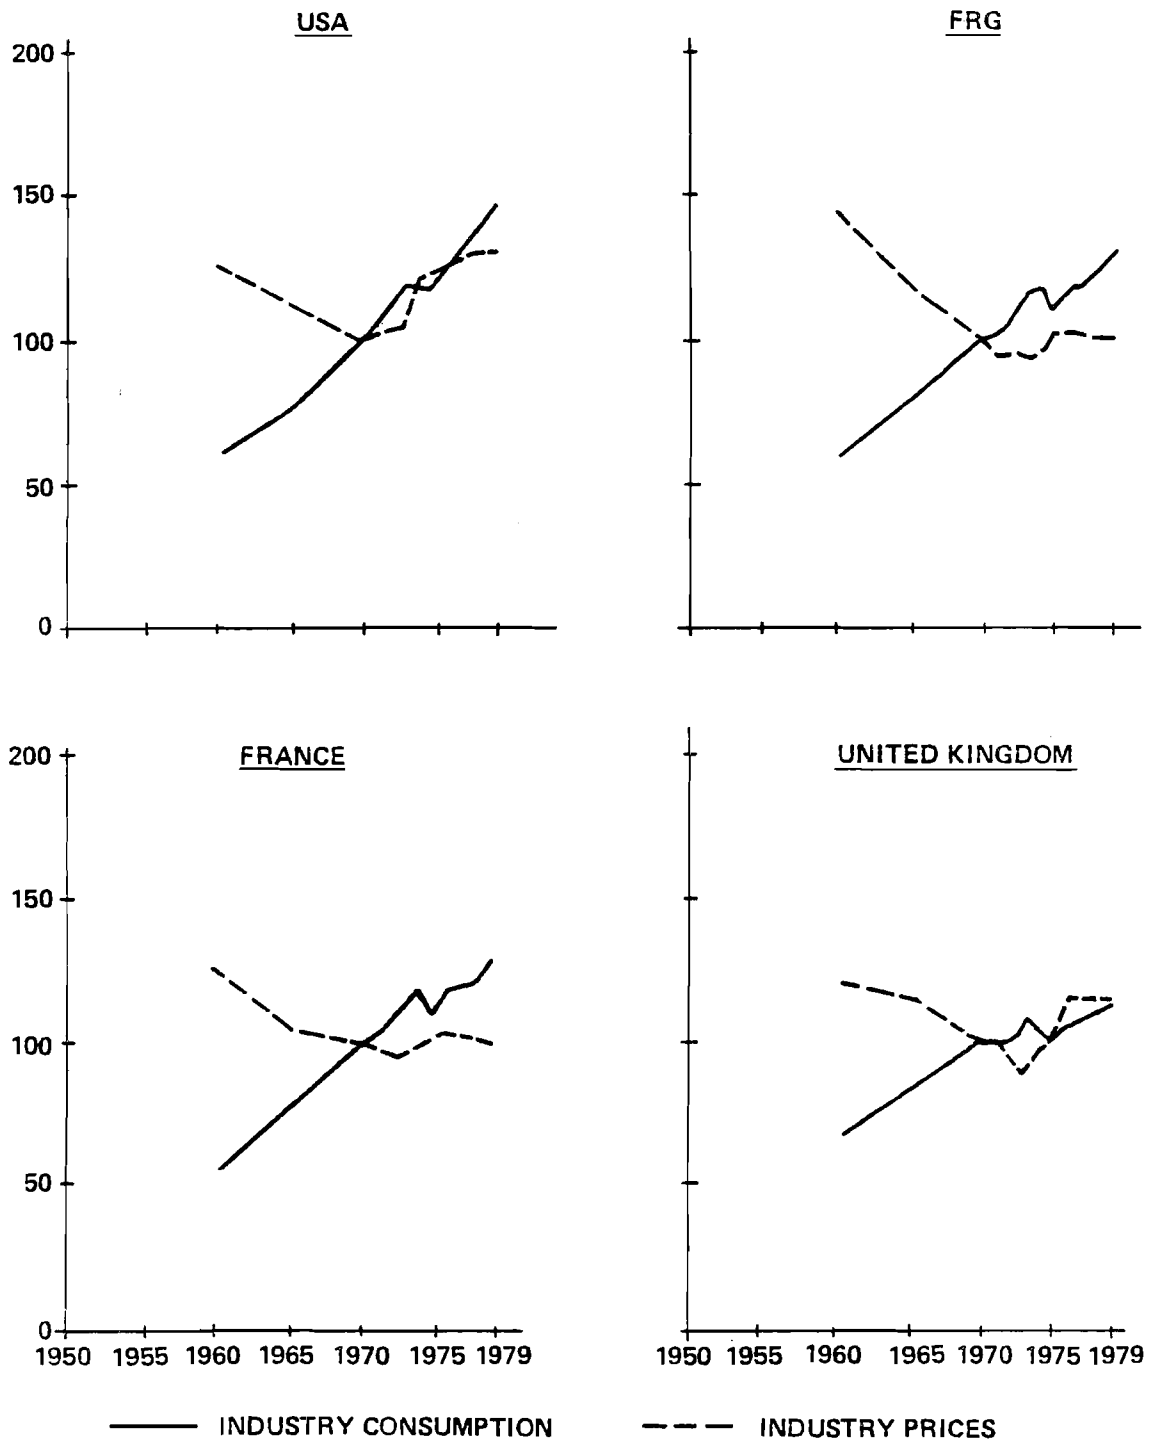 USA
FRG
200
150
100
50
0
FRANCE
UNITED KINGDOM
200
150
100
50
0
1950 1955 1960 1965 1970 1975 1979
1950 1955 1960 1965 1970 1975 1979
INDUSTRY CONSUMPTION
INDUSTRY PRICES